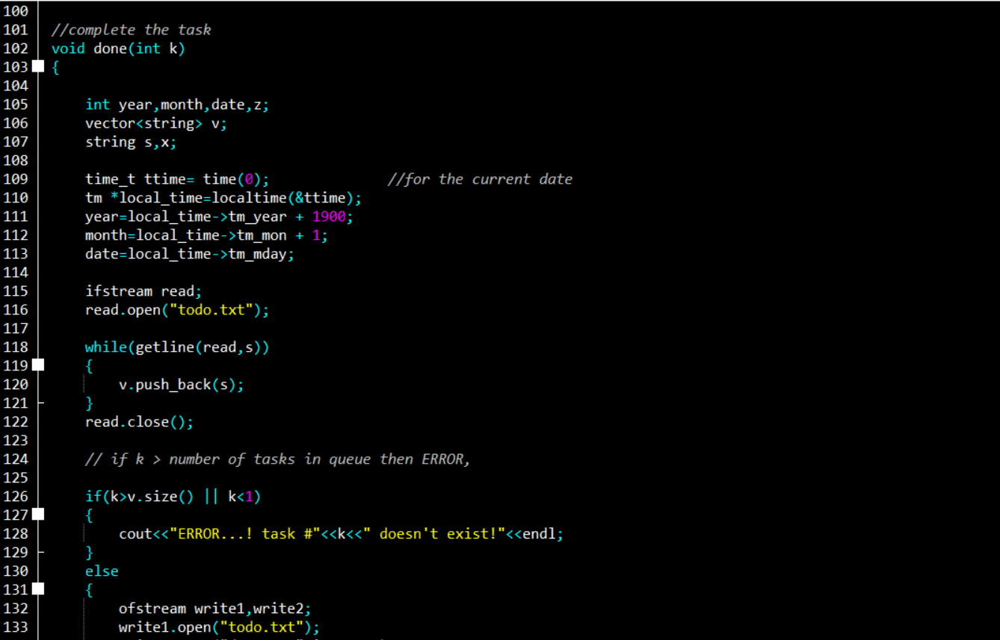 100
101 //complete the task
102 void done(int k)
103 {
104
105 int year,month,date,z;
106 vector<string> v;
107 string s,x;
108
109 time_t ttime= time(0); //for the current date
110 tm *local_time=localtime(&ttime);
111 year=local_time->tm_year + 1900;
112 month=local_time->tm_mon + 1;
113 date=local_time->tm_mday;
114
115 ifstream read;
116 read.open("todo.txt");
117
118 while(getline(read,s))
119 {
120 v.push_back(s);
121 }
122 read.close();
123
124 // if k > number of tasks in queue then ERROR,
125
126 if(k>v.size() || k<1)
127 {
128 cout<<"ERROR...! task #"<<k<<" doesn't exist!"<<endl;
129 }
130 else
131 {
132 ofstream write1,write2;
133 write1.open("todo.txt");